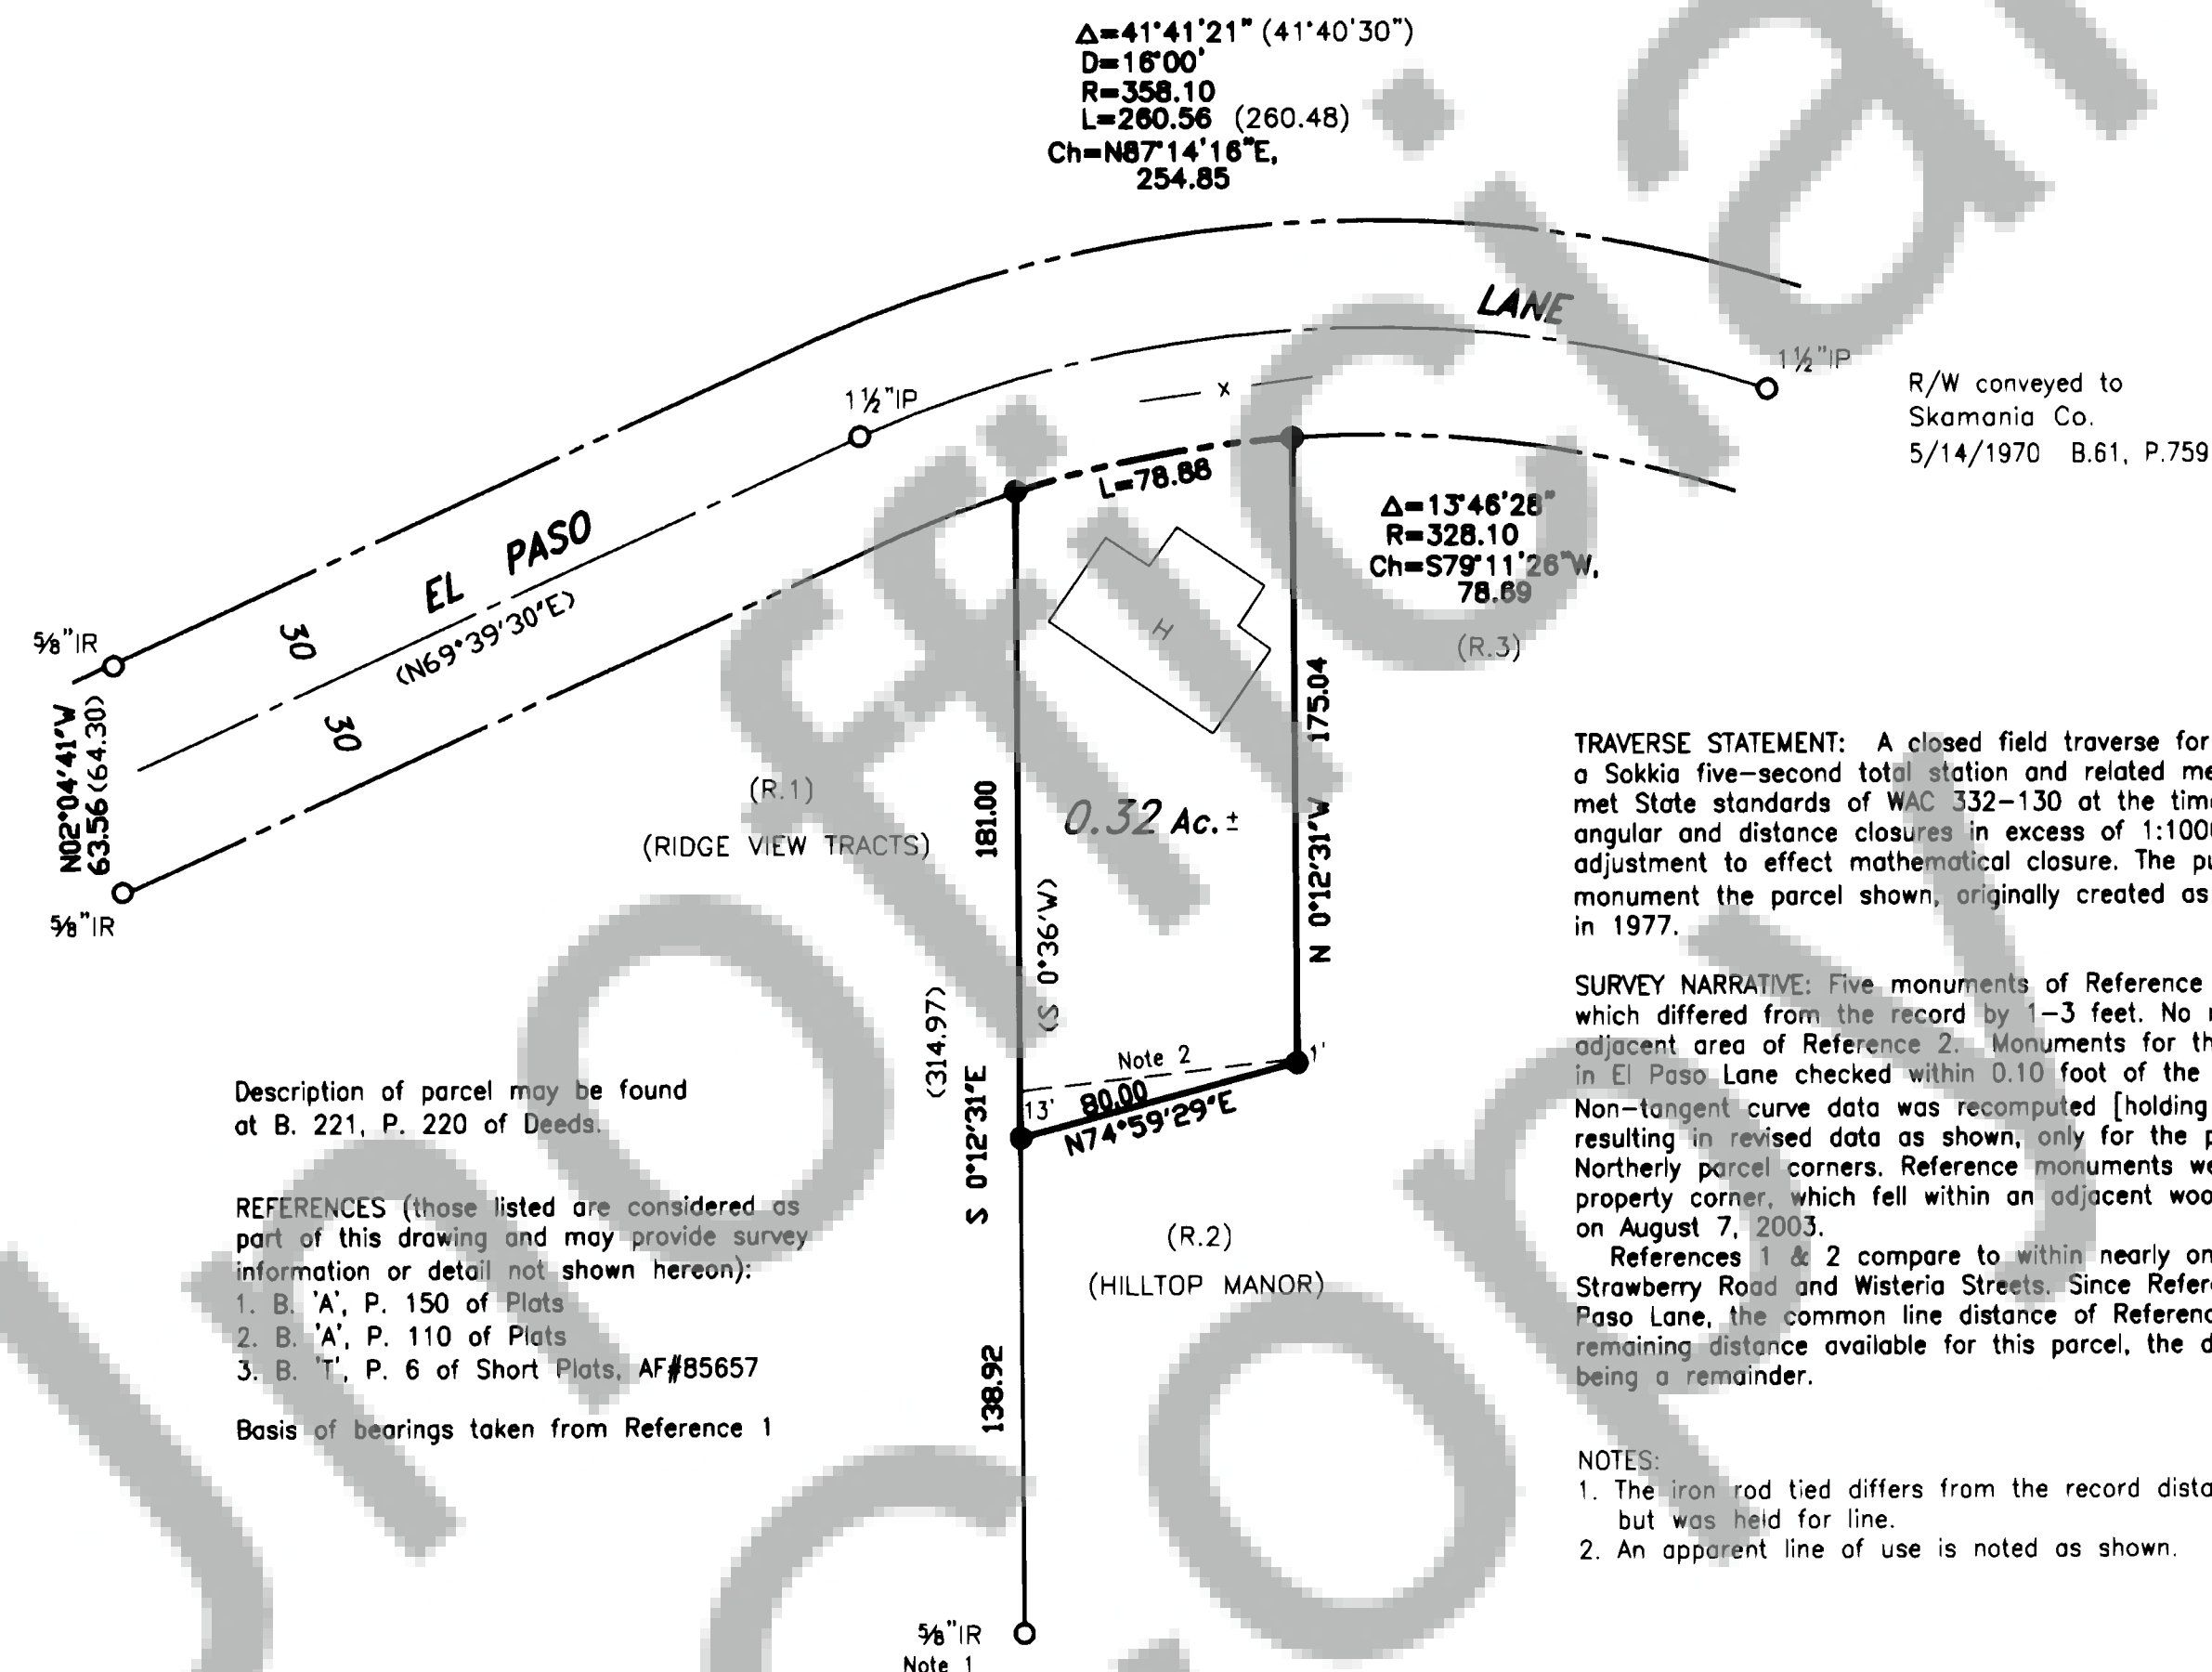 Δ=41°41'21" (41°40'30")
D=16°00'
R=358.10
L=260.56 (260.48)
Ch=N87°14'16"E,
254.85
LANE
1½"IP
1½"IP
R/W conveyed to
Skamania Co.
5/14/1970 B.61, P.759
x
L=78.88
Δ=13°46'28"
R=328.10
Ch=S79°11'26"W,
78.69
(R.3)
EL PASO
(N69°39'30"E)
30
30
⅝"IR
N02°04'41"W
63.56 (64.30)
⅝"IR
H
(R.1)
(RIDGE VIEW TRACTS)
181.00
0.32 Ac.±
N 0°12'31"W 175.04
(S 0°36'W)
(314.97)
S 0°12'31"E
Note 2
1'
13'
80.00
N74°59'29"E
(R.2)
(HILLTOP MANOR)
138.92
⅝"IR
Note 1
Description of parcel may be found
at B. 221, P. 220 of Deeds.
REFERENCES (those listed are considered as
part of this drawing and may provide survey
information or detail not shown hereon):
1. B. 'A', P. 150 of Plats
2. B. 'A', P. 110 of Plats
3. B. 'T', P. 6 of Short Plats, AF#85657
Basis of bearings taken from Reference 1
TRAVERSE STATEMENT: A closed field traverse for
a Sokkia five-second total station and related me
met State standards of WAC 332-130 at the tim
angular and distance closures in excess of 1:100
adjustment to effect mathematical closure. The pu
monument the parcel shown, originally created as
in 1977.
SURVEY NARRATIVE: Five monuments of Reference
which differed from the record by 1-3 feet. No
adjacent area of Reference 2. Monuments for th
in El Paso Lane checked within 0.10 foot of the
Non-tangent curve data was recomputed [holding
resulting in revised data as shown, only for the p
Northerly parcel corners. Reference monuments we
property corner, which fell within an adjacent woo
on August 7, 2003.
References 1 & 2 compare to within nearly on
Strawberry Road and Wisteria Streets. Since Refer
Paso Lane, the common line distance of Referenc
remaining distance available for this parcel, the d
being a remainder.
NOTES:
1. The iron rod tied differs from the record dista
but was held for line.
2. An apparent line of use is noted as shown.